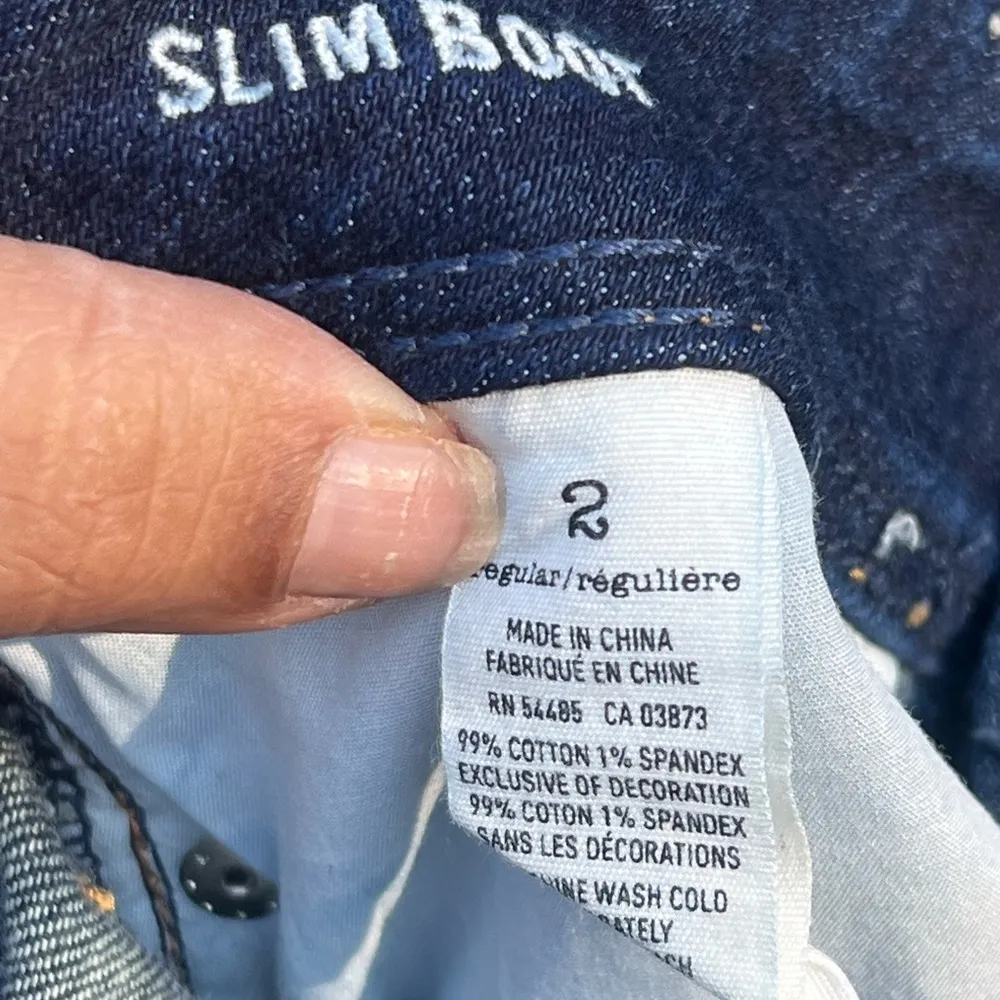 SLIM BOOT
2
regular/régulière
MADE IN CHINA
FABRIQUÉ EN CHINE
RN 54485 CA 03873
99% COTTON 1% SPANDEX
EXCLUSIVE OF DECORATION
99% COTON 1% SPANDEX
SANS LES DÉCORATIONS
WASH COLD